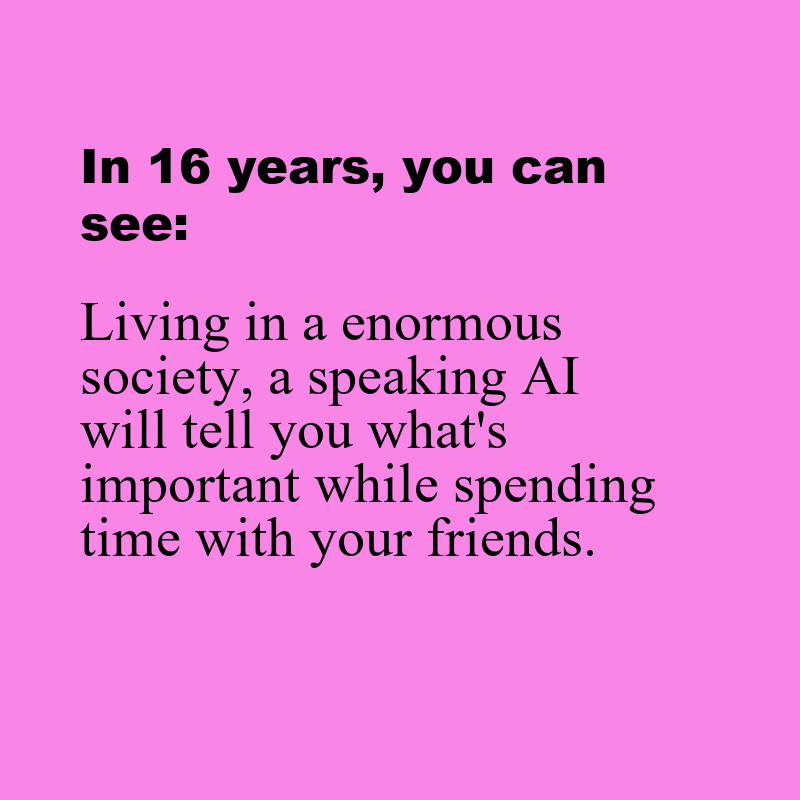 In 16 years, you can
see:
Living in a enormous
society, a speaking AI
will tell you what's
important while spending
time with your friends.